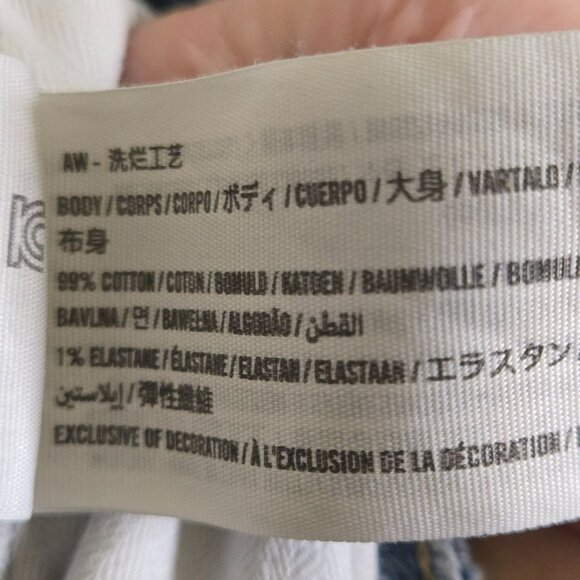 AW - 洗烂工艺
BODY / CORPS / CORPO / ボディ / CUERPO / 大身 / VARTALO /
布身
99% COTTON / COTON / BOMULD / KATOEN / BAUMWOLLE / BOMUL
BAVLNA / 면 / BAWEŁNA / ALGODÃO / القطن
1% ELASTANE / ÉLASTANE / ELASTAN / ELASTAAN / エラスタン
إيلاستين / 彈性纖維
EXCLUSIVE OF DECORATION / À L'EXCLUSION DE LA DÉCORATION /